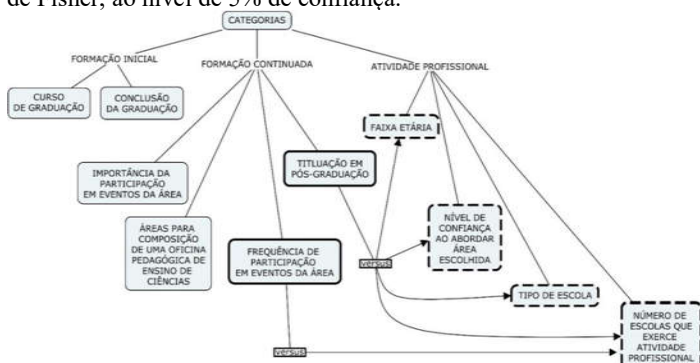 de Fisher, ao nível de 5% de confiança.
CATEGORIAS
FORMAÇÃO INICIAL
FORMAÇÃO CONTINUADA
ATIVIDADE PROFISSIONAL
CURSO
DE GRADUAÇÃO
CONCLUSÃO
DA GRADUAÇÃO
FAIXA ETÁRIA
IMPORTÂNCIA DA
PARTICIPAÇÃO
EM EVENTOS DA ÁREA
TITLUAÇÃO EM
PÓS-GRADUAÇÃO
ÁREAS PARA
COMPOSIÇÃO
DE UMA OFICINA
PEDAGÓGICA DE
ENSINO DE
CIÊNCIAS
FREQUÊNCIA DE
PARTICIPAÇÃO
EM EVENTOS DA ÁREA
NÍVEL DE
CONFIANÇA
AO ABORDAR
ÁREA
ESCOLHIDA
versus
TIPO DE ESCOLA
NÚMERO DE
ESCOLAS QUE
EXERCE
ATIVIDADE
PROFISSIONAL
versus